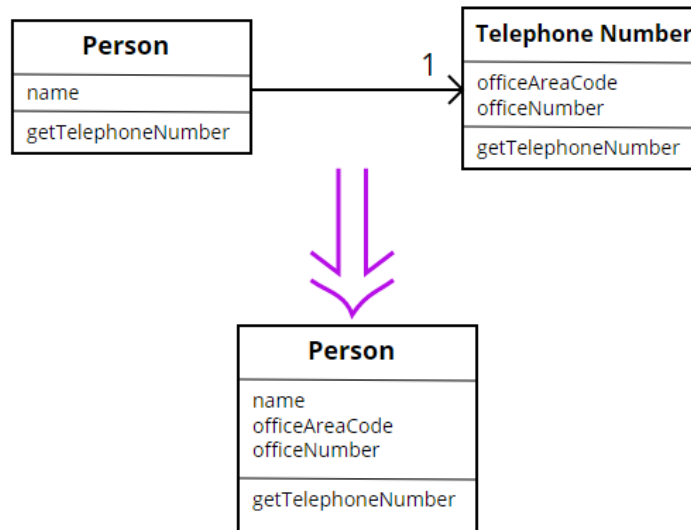 Person
name
getTelephoneNumber
1
Telephone Number
officeAreaCode
officeNumber
getTelephoneNumber
Person
name
officeAreaCode
officeNumber
getTelephoneNumber